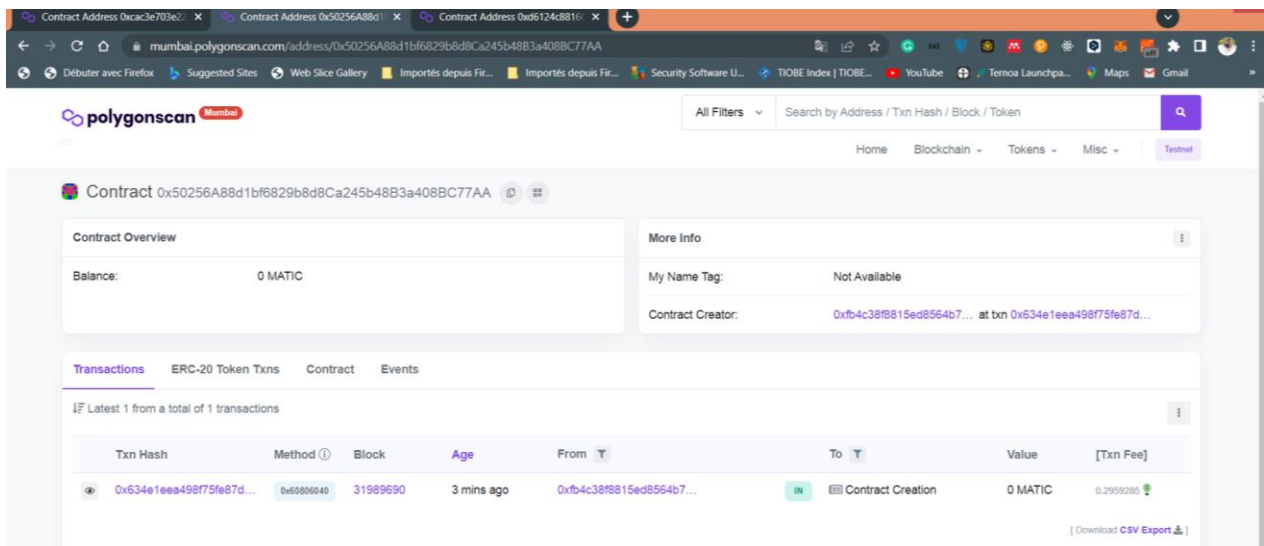 Contract Address 0xcac3e703e22 Contract Address 0x50256A88d1 Contract Address 0xd6124c8816
mumbai.polygonscan.com/address/0x50256A88d1bf6829b8d8Ca245b48B3a408BC77AA
Débuter avec Firefox Suggested Sites Web Slice Gallery Importés depuis Fir... Importés depuis Fir... Security Software U... TIOBE Index | TIOBE... YouTube Ternoa Launchpa... Maps Gmail »
polygonscan Mumbai
All Filters Search by Address / Txn Hash / Block / Token
Home Blockchain Tokens Misc Testnet
Contract 0x50256A88d1bf6829b8d8Ca245b48B3a408BC77AA
Contract Overview
Balance: 0 MATIC
More Info
My Name Tag: Not Available
Contract Creator: 0xfb4c38f8815ed8564b7... at txn 0x634e1eea498f75fe87d...
Transactions ERC-20 Token Txns Contract Events
Latest 1 from a total of 1 transactions
Txn Hash Method Block Age From To Value [Txn Fee]
0x634e1eea498f75fe87d... 0x60806040 31989690 3 mins ago 0xfb4c38f8815ed8564b7... IN Contract Creation 0 MATIC 0.2959285
[ Download CSV Export ]